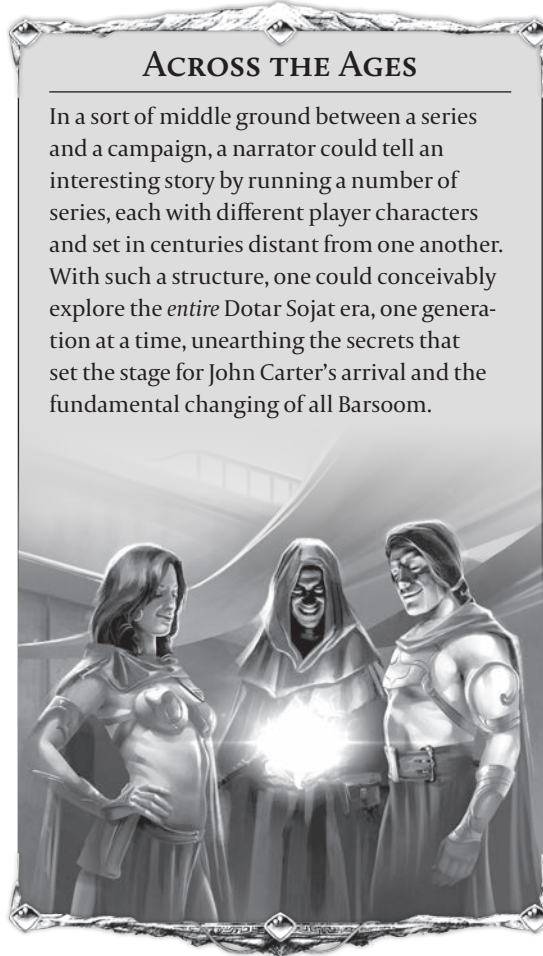 Across the Ages
In a sort of middle ground between a series
and a campaign, a narrator could tell an
interesting story by running a number of
series, each with different player characters
and set in centuries distant from one another.
With such a structure, one could conceivably
explore the entire Dotar Sojat era, one genera-
tion at a time, unearthing the secrets that
set the stage for John Carter’s arrival and the
fundamental changing of all Barsoom.